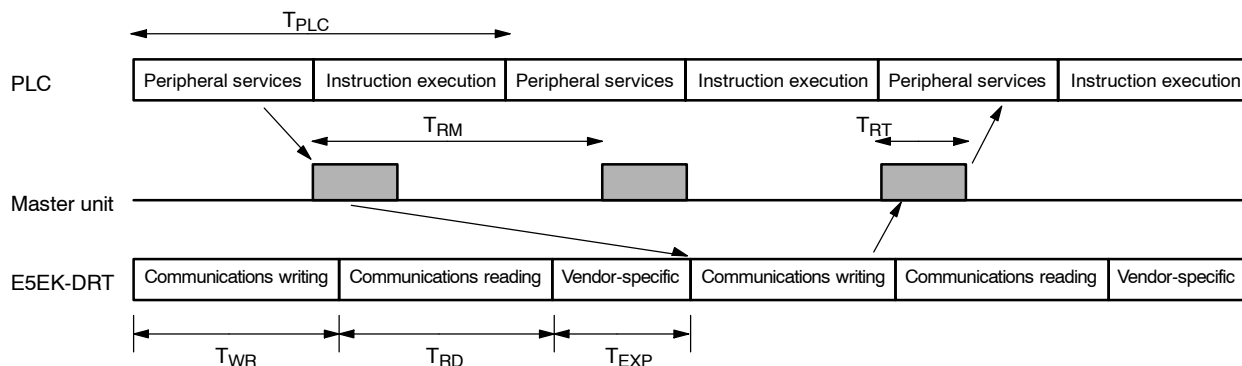 TPLC
PLC Peripheral services Instruction execution Peripheral services Instruction execution Peripheral services Instruction execution
TRM TRT
Master unit
E5EK-DRT Communications writing Communications reading Vendor-specific Communications writing Communications reading Vendor-specific
TWR TRD TEXP